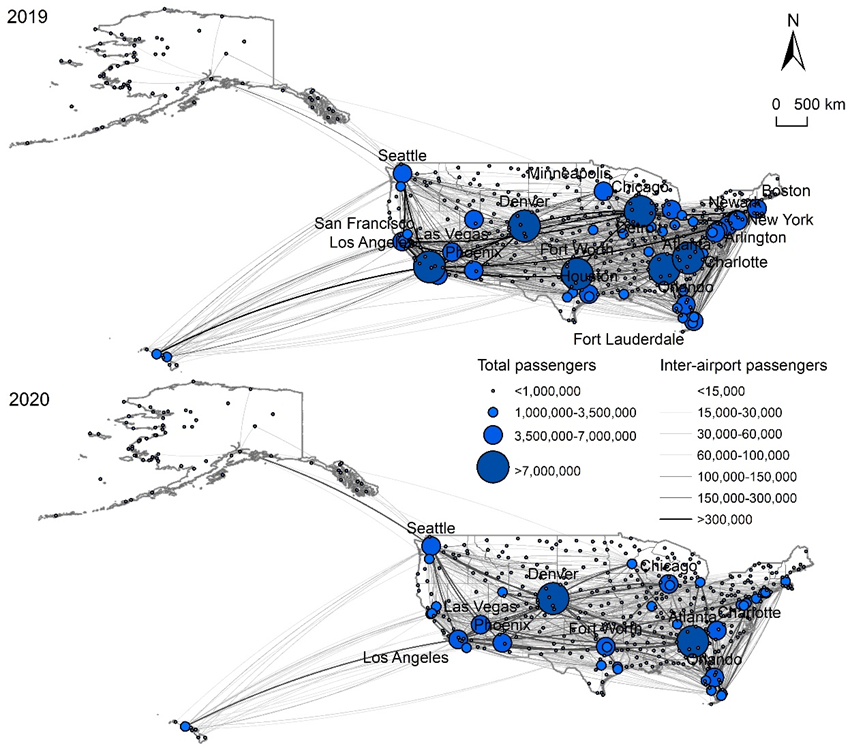 2019
N
0 500 km
Seattle
Minneapolis
Chicago
Boston
Denver
Newark
New York
San Francisco
Las Vegas
Detroit
Arlington
Los Angeles
Phoenix
Fort Worth
Atlanta
Charlotte
Houston
Orlando
Fort Lauderdale
Total passengers
<1,000,000
1,000,000-3,500,000
3,500,000-7,000,000
>7,000,000
Inter-airport passengers
<15,000
15,000-30,000
30,000-60,000
60,000-100,000
100,000-150,000
150,000-300,000
>300,000
2020
Seattle
Denver
Chicago
Las Vegas
Atlanta
Charlotte
Phoenix
Fort Worth
Los Angeles
Orlando